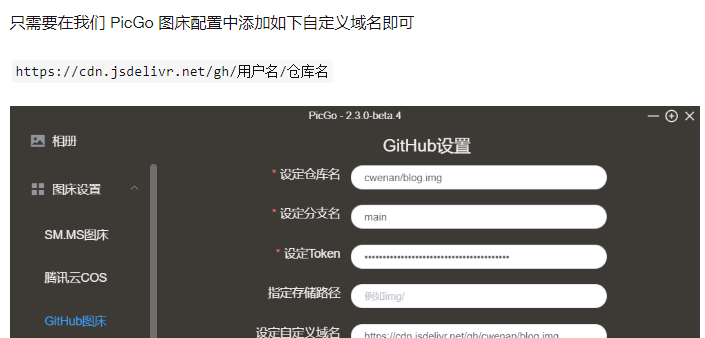 只需要在我们 PicGo 图床配置中添加如下自定义域名即可
https://cdn.jsdelivr.net/gh/用户名/仓库名
PicGo - 2.3.0-beta.4
相册
GitHub设置
* 设定仓库名 cwenan/blog.img
图床设置
* 设定分支名 main
SM.MS图床
* 设定Token ••••••••••••••••••••••••••••••••••••••••
腾讯云COS
指定存储路径 例如img/
GitHub图床
设定自定义域名 https://cdn.jsdelivr.net/gh/cwenan/blog.img